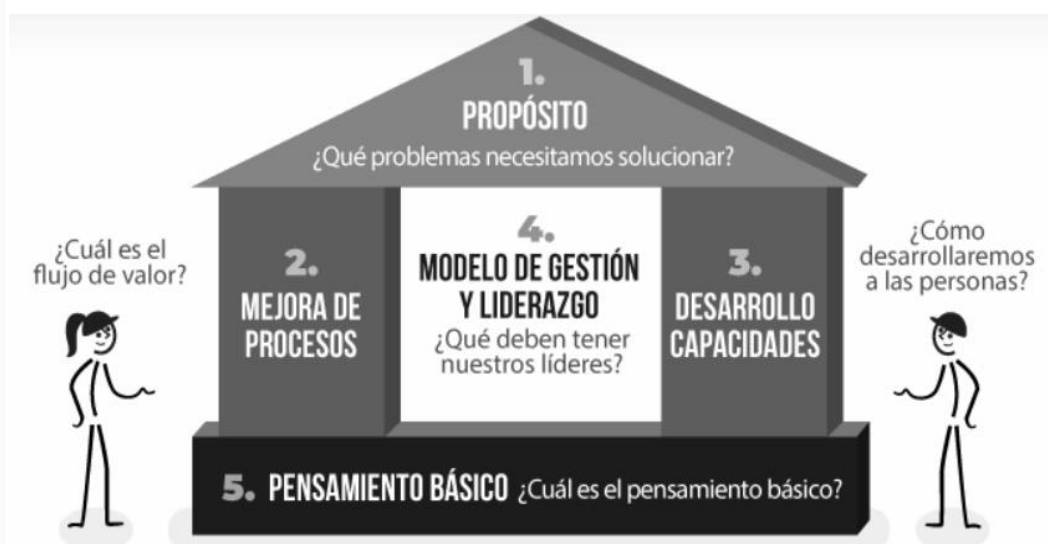 1.
PROPÓSITO
¿Qué problemas necesitamos solucionar?
¿Cuál es el
flujo de valor?
2.
MEJORA DE
PROCESOS
4.
MODELO DE GESTIÓN
Y LIDERAZGO
¿Qué deben tener
nuestros líderes?
3.
DESARROLLO
CAPACIDADES
¿Cómo
desarrollaremos
a las personas?
5. PENSAMIENTO BÁSICO ¿Cuál es el pensamiento básico?